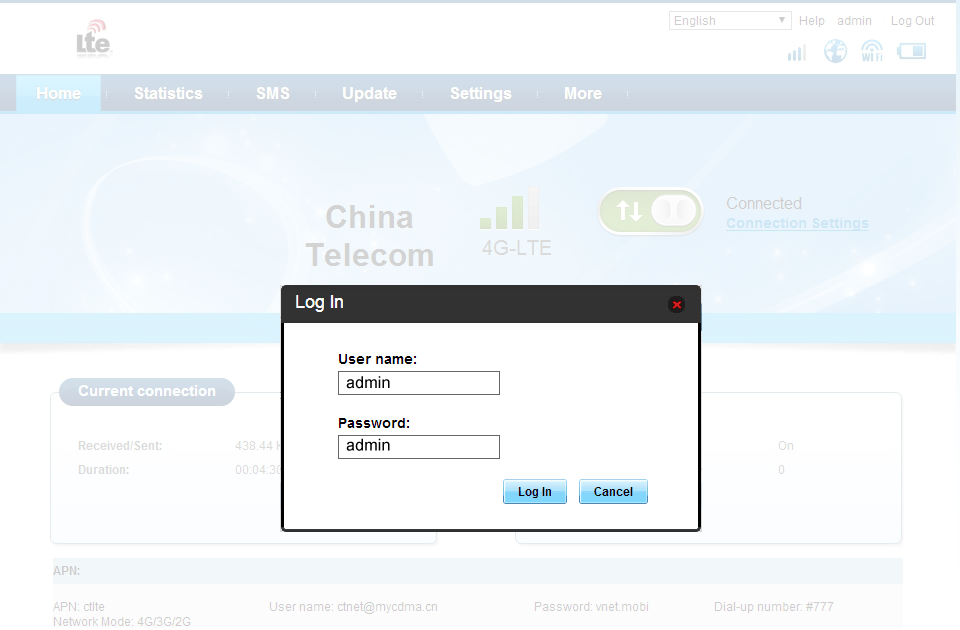 English Help admin Log Out
Lte
WiFi
Home Statistics SMS Update Settings More
China
Telecom
4G-LTE
Connected
Connection Settings
Log In
User name:
admin
Password:
admin
Log In Cancel
Current connection
Received/Sent: 438.44
Duration: 00:04:30
On
0
APN:
APN: ctlte User name: ctnet@mycdma.cn Password: vnet.mobi Dial-up number: #777
Network Mode: 4G/3G/2G